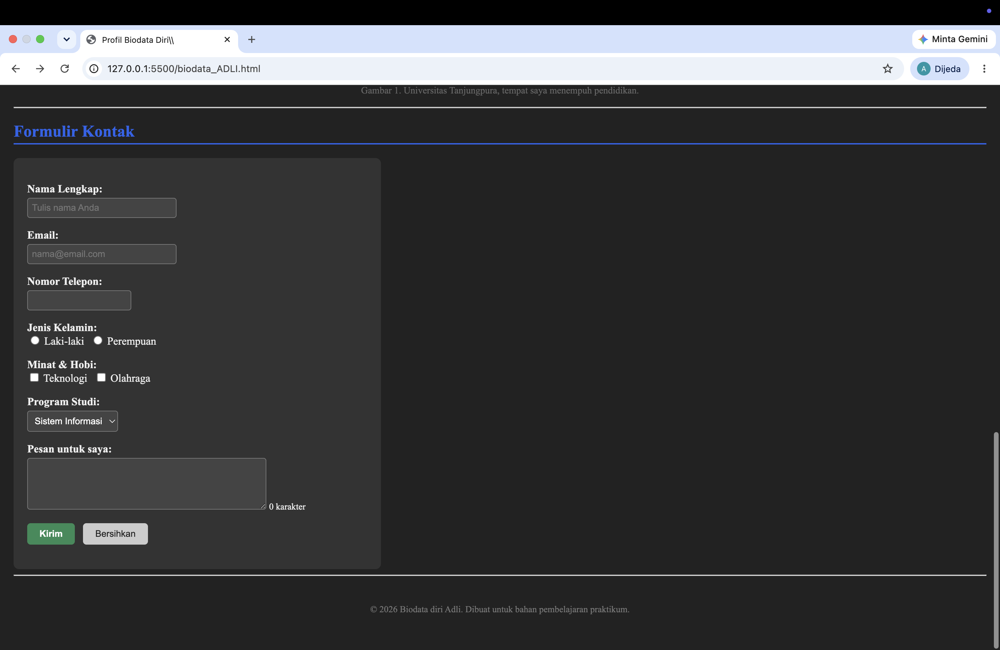 Profil Biodata Diri\\
Minta Gemini
127.0.0.1:5500/biodata_ADLI.html
A Dijeda
Gambar 1. Universitas Tanjungpura, tempat saya menempuh pendidikan.
Formulir Kontak
Nama Lengkap:
Tulis nama Anda
Email:
nama@email.com
Nomor Telepon:
Jenis Kelamin:
Laki-laki Perempuan
Minat & Hobi:
Teknologi Olahraga
Program Studi:
Sistem Informasi
Pesan untuk saya:
0 karakter
Kirim Bersihkan
© 2026 Biodata diri Adli. Dibuat untuk bahan pembelajaran praktikum.